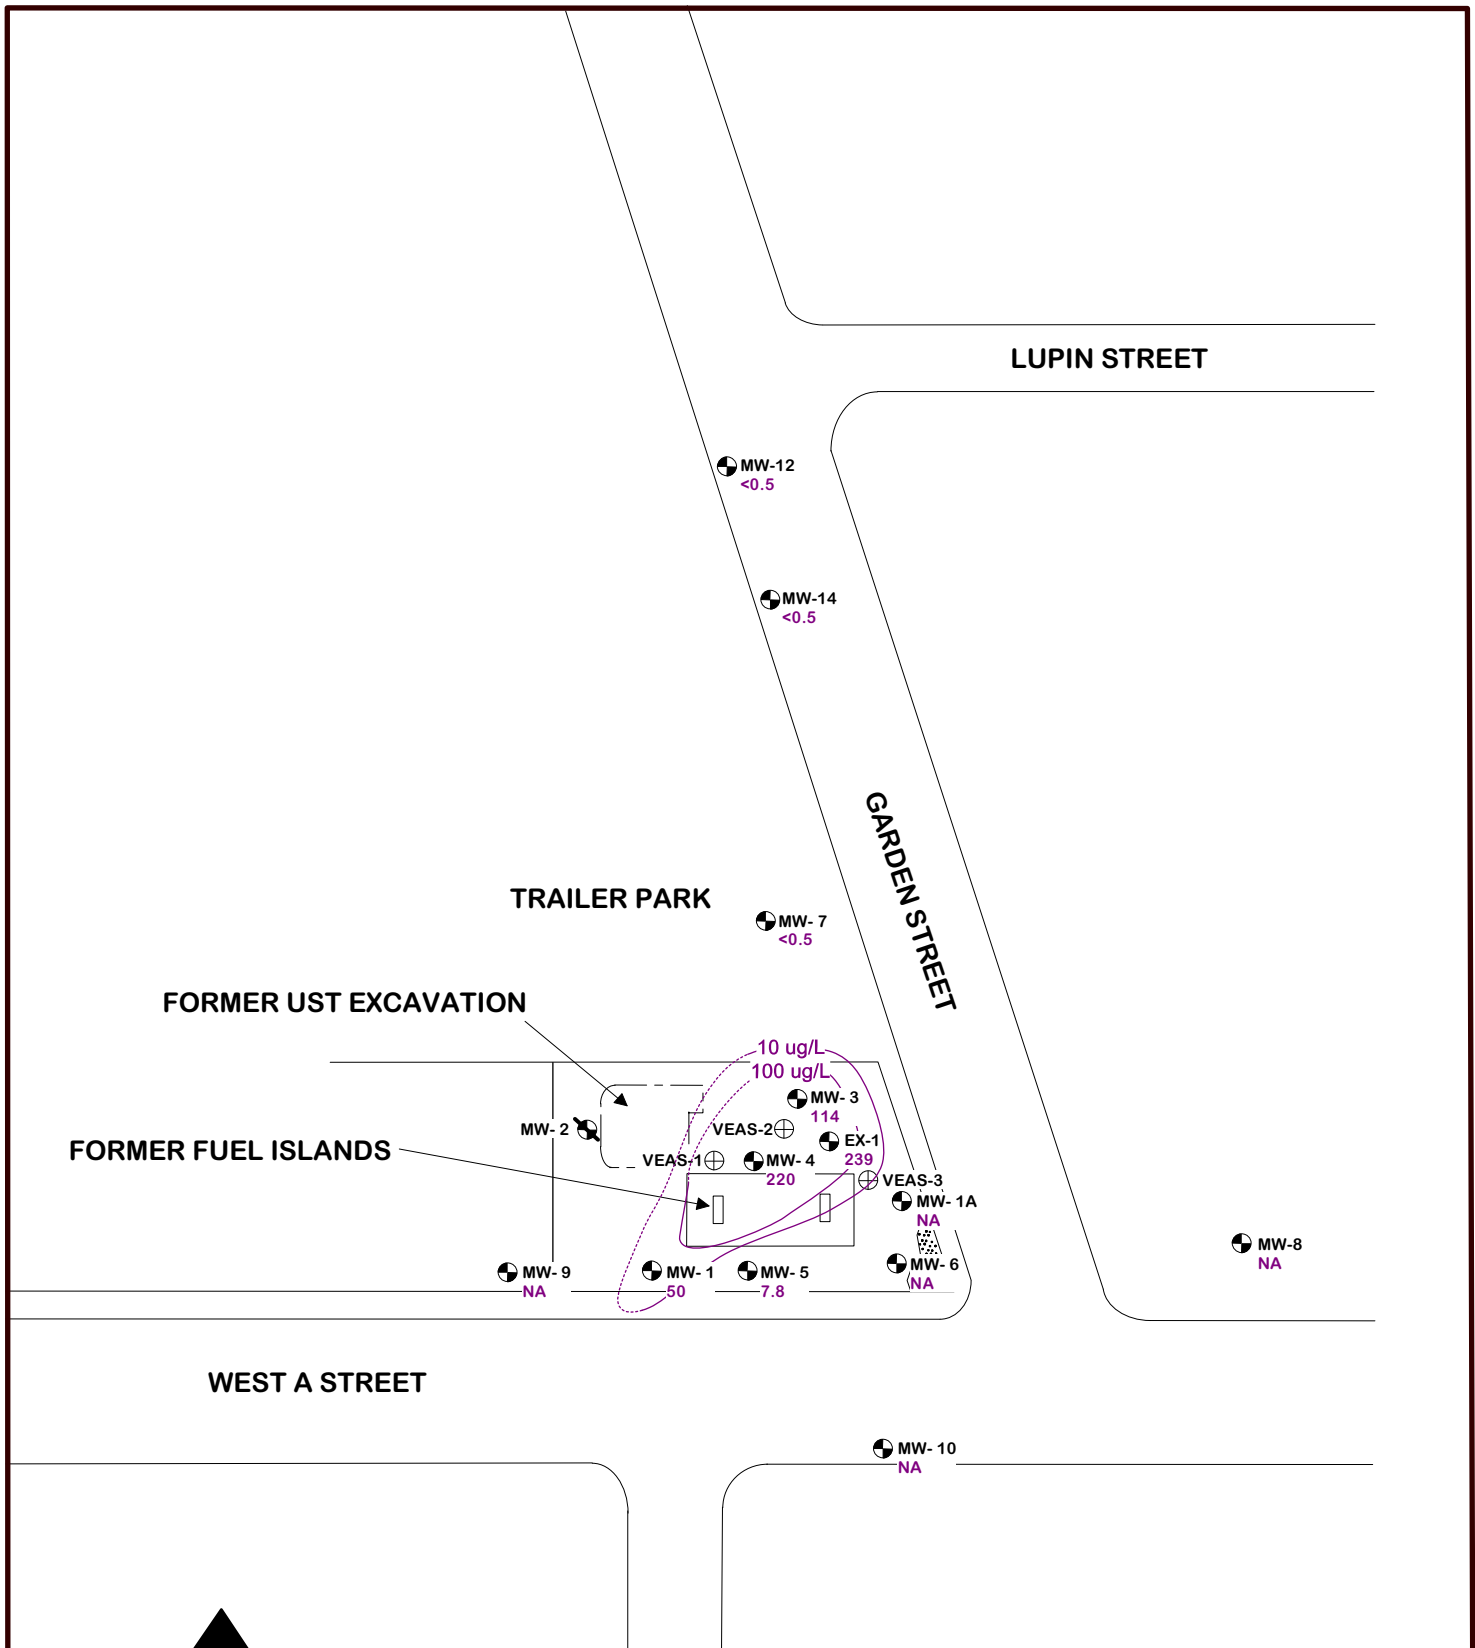 LUPIN STREET
MW-12
<0.5
MW-14
<0.5
GARDEN STREET
TRAILER PARK
MW- 7
<0.5
FORMER UST EXCAVATION
10 ug/L
100 ug/L
MW- 3
114
MW- 2
VEAS-2
EX-1
239
FORMER FUEL ISLANDS
VEAS-1
MW- 4
220
VEAS-3
MW- 1A
NA
MW-8
NA
MW- 6
NA
MW- 9
NA
MW- 1
50
MW- 5
7.8
WEST A STREET
MW- 10
NA